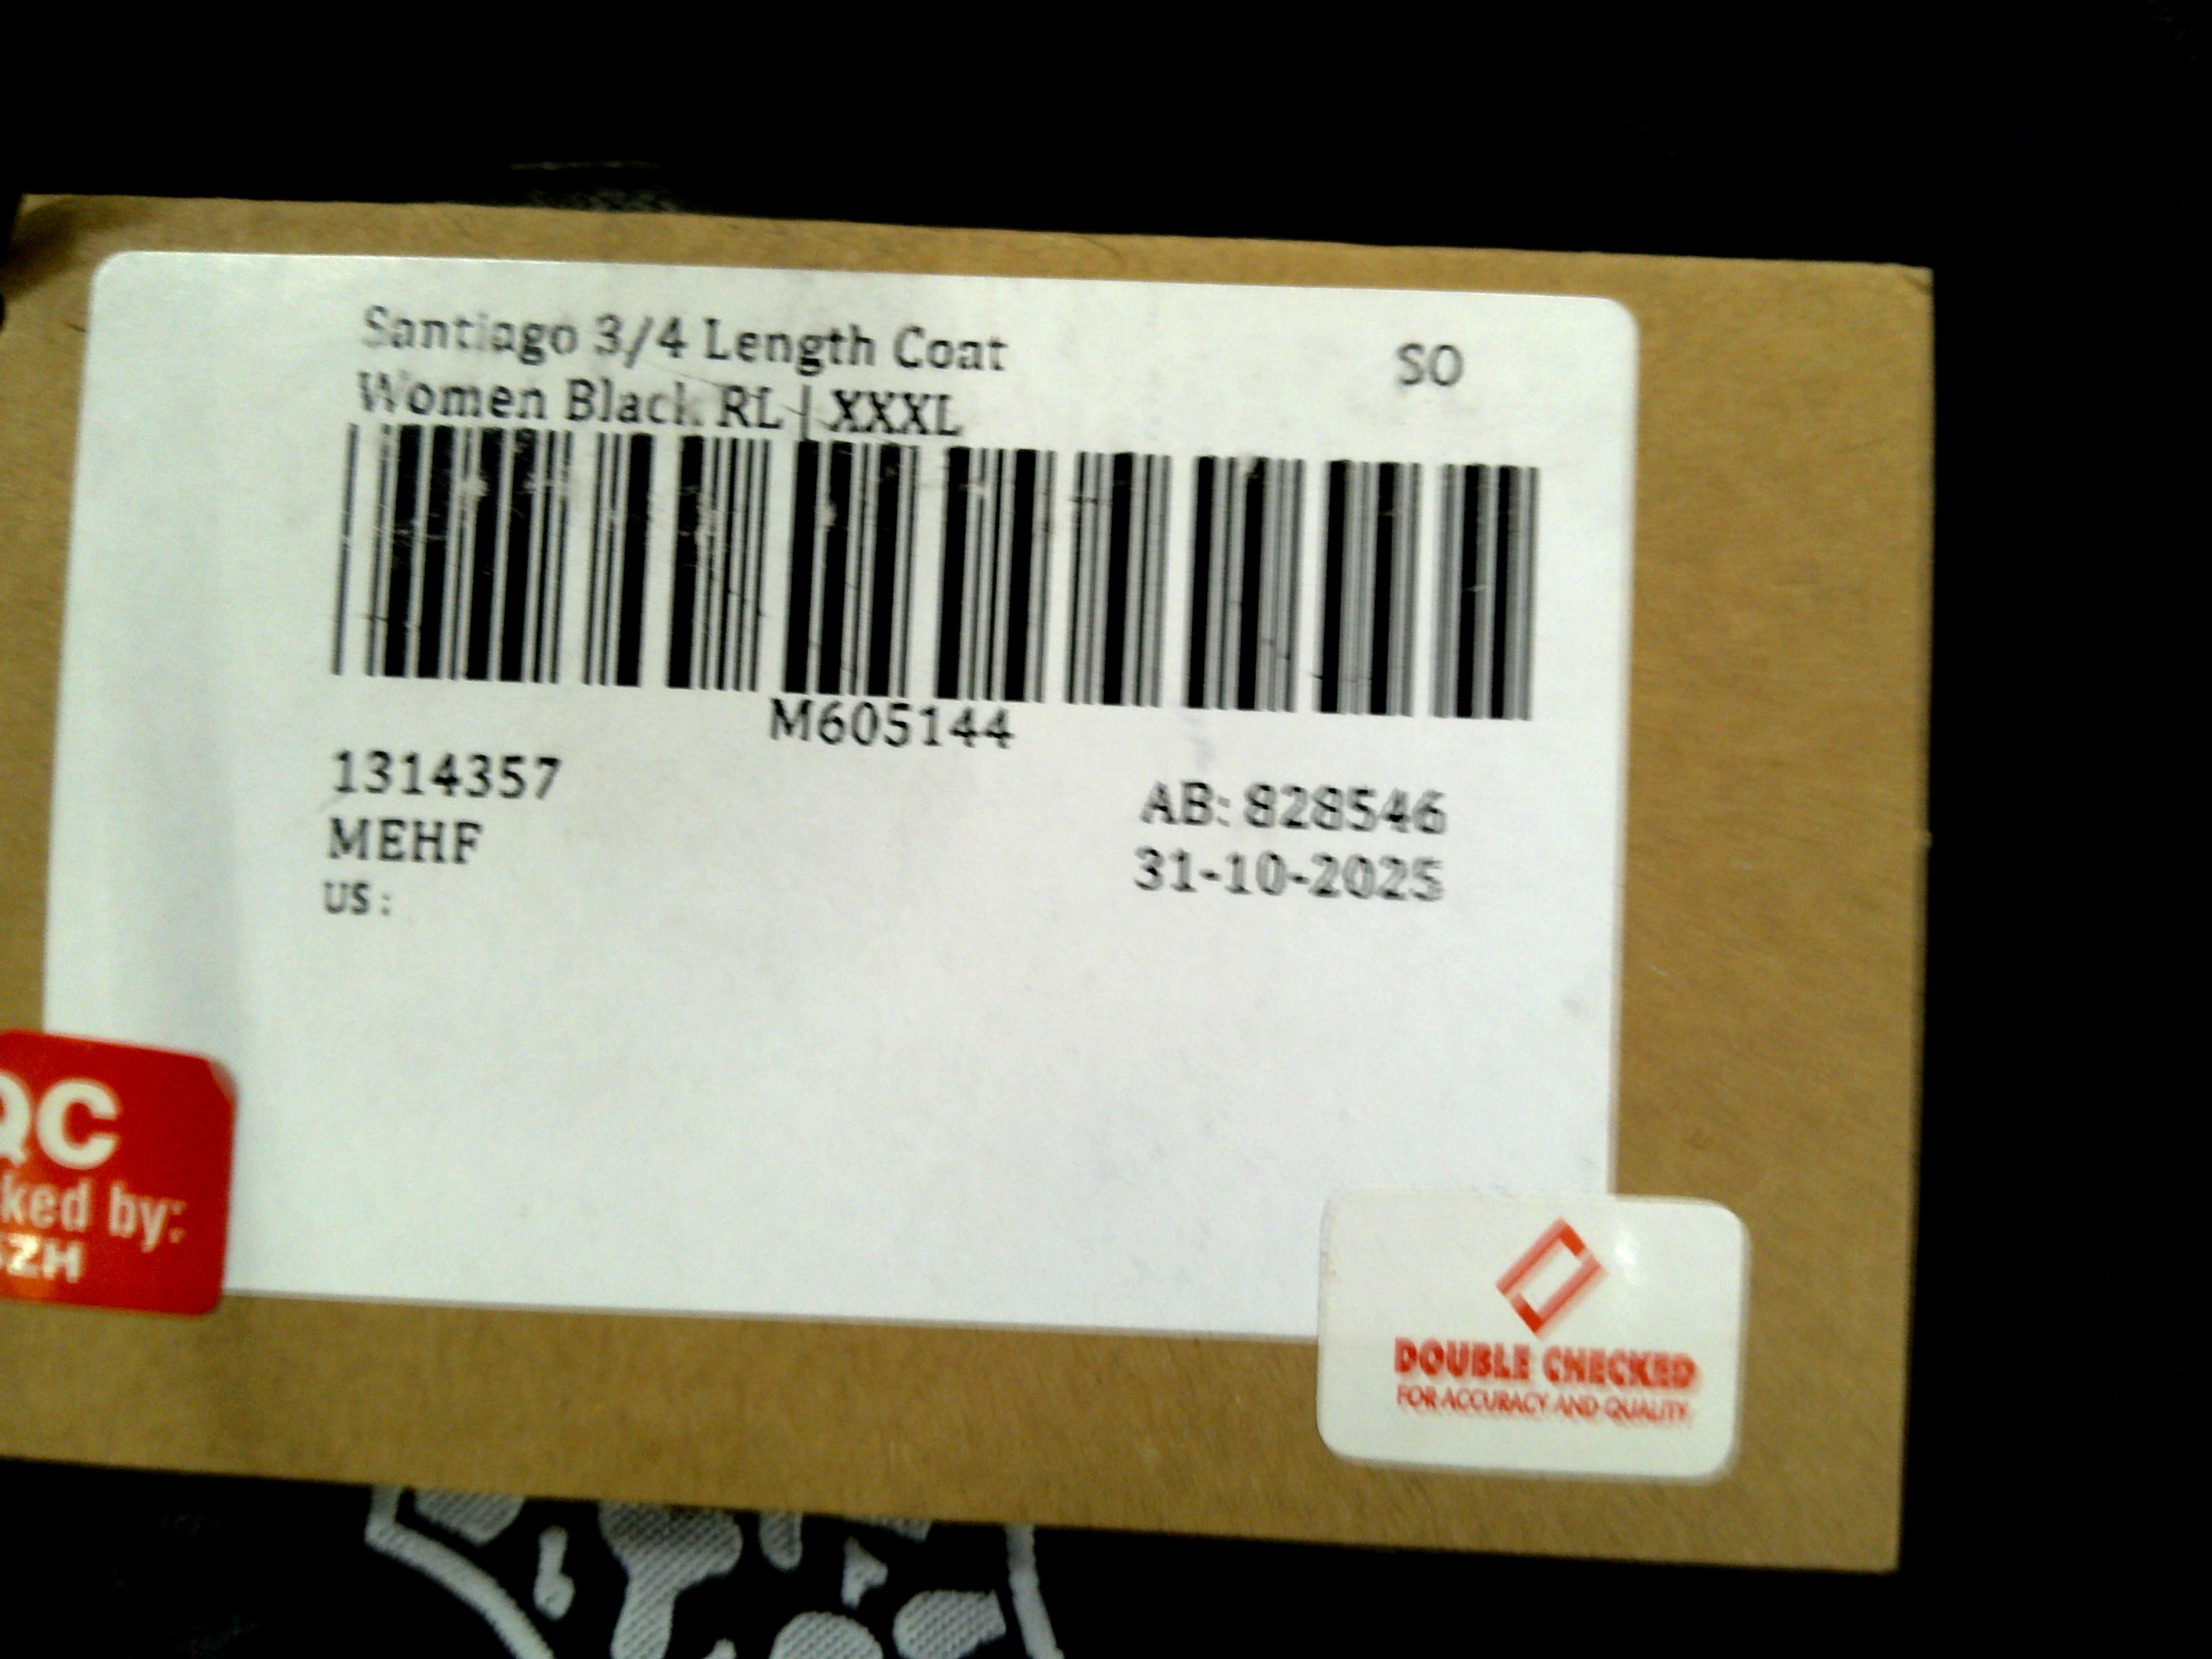 Santiago 3/4 Length Coat
SO
Women Black RL | XXXL
M605144
1314357
AB: 828546
MEHF
31-10-2025
US:
QC
ked by:
ZH
DOUBLE CHECKED
FOR ACCURACY AND QUALITY